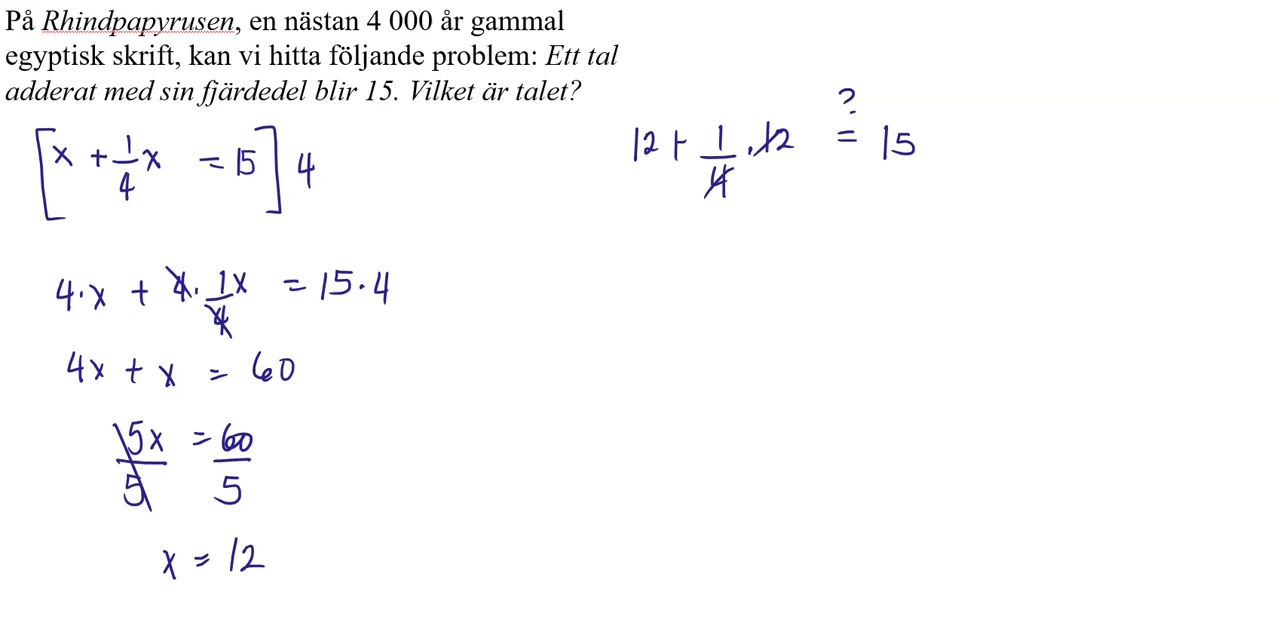 På Rhindpapyrusen, en nästan 4 000 år gammal
egyptisk skrift, kan vi hitta följande problem: Ett tal
adderat med sin fjärdedel blir 15. Vilket är talet?
[x + 1/4 x = 15] 4
4·x + 4· 1x/4 = 15·4
4x + x = 60
5x/5 = 60/5
x = 12
?
12 + 1/4 · 12 = 15